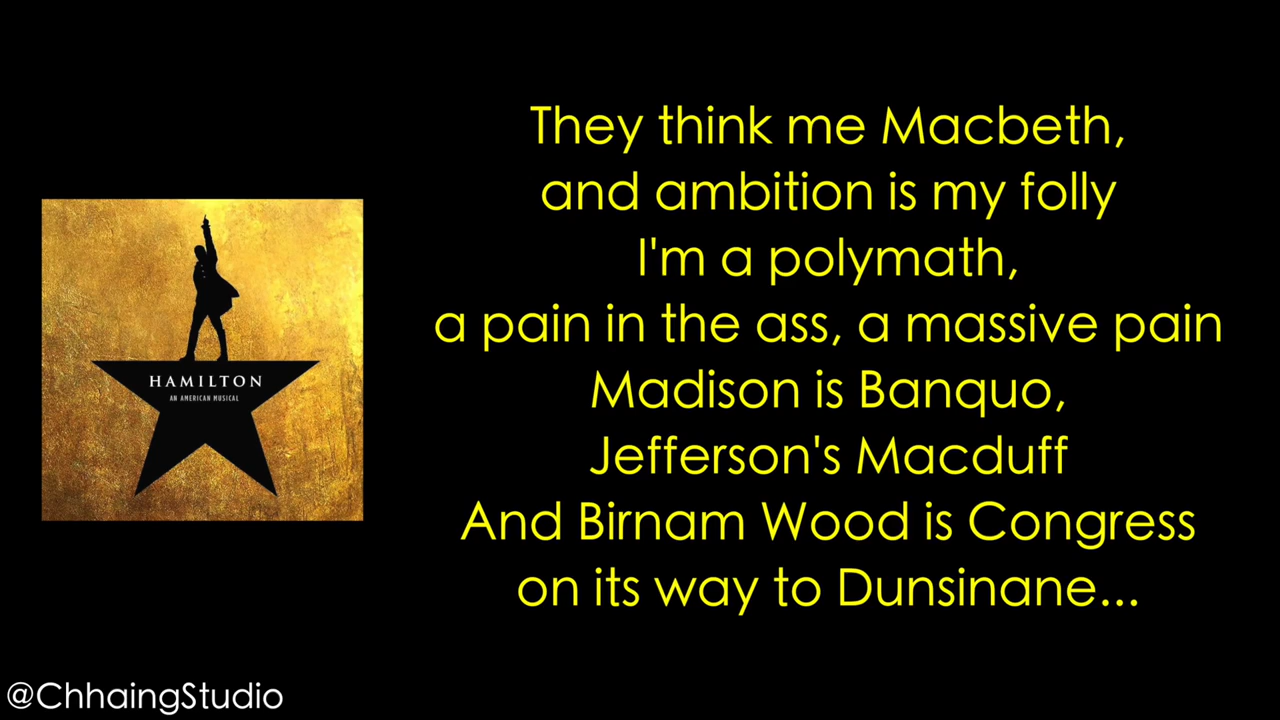 They think me Macbeth,
and ambition is my folly
I'm a polymath,
a pain in the ass, a massive pain
Madison is Banquo,
Jefferson's Macduff
And Birnam Wood is Congress
on its way to Dunsinane...
HAMILTON
AN AMERICAN MUSICAL
@ChhaingStudio